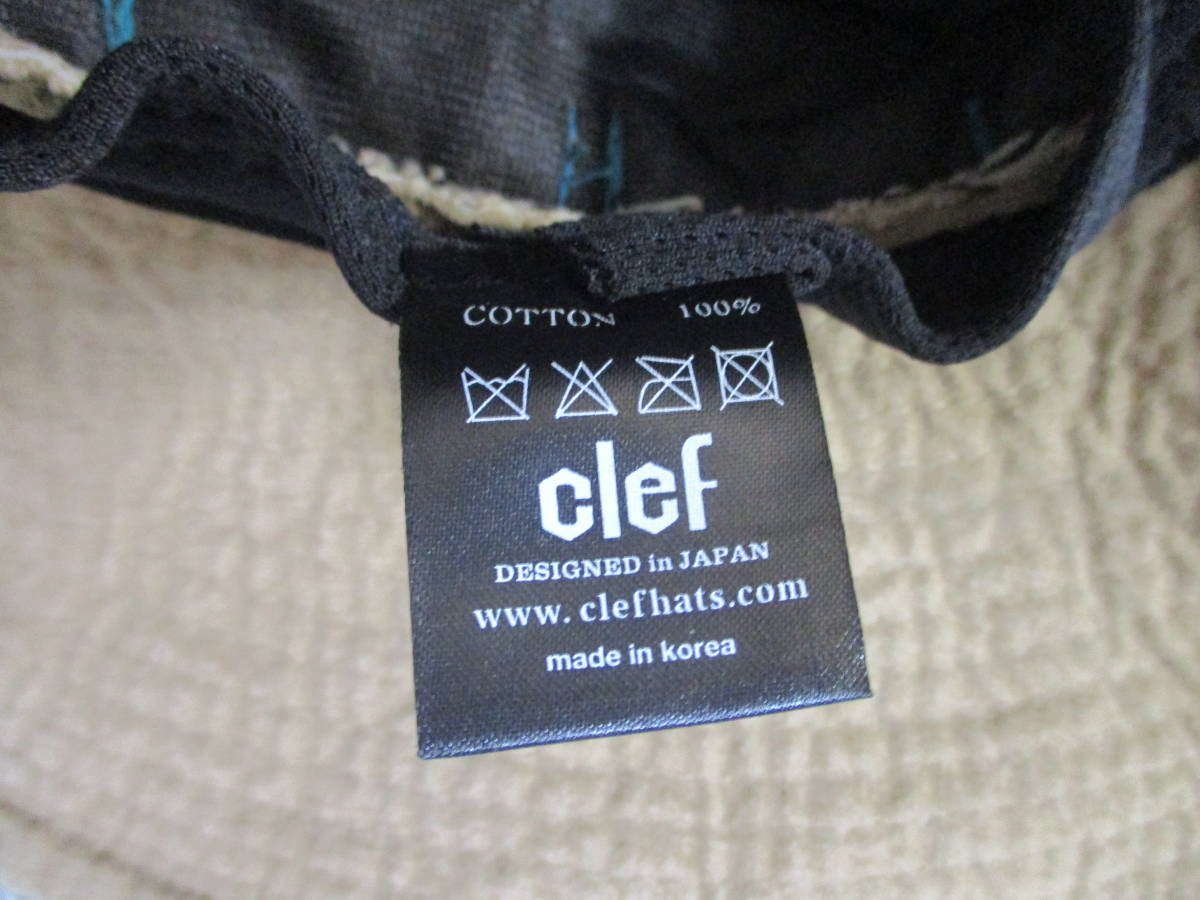 COTTON 100%
clef
DESIGNED in JAPAN
www.clefhats.com
made in korea